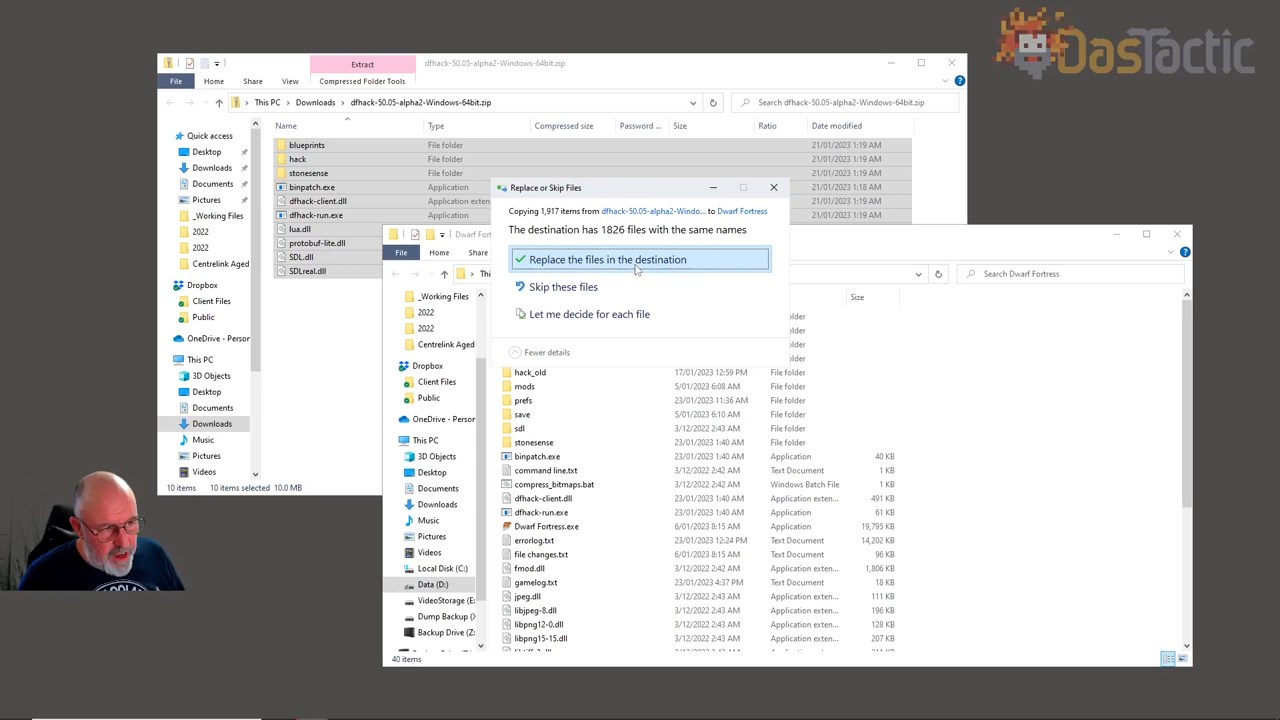 DasTactic
Extract
dfhack-50.05-alpha2-Windows-64bit.zip
File
Home
Share
View
Compressed Folder Tools
This PC
Downloads
dfhack-50.05-alpha2-Windows-64bit.zip
Search dfhack-50.05-alpha2-Windows-64bit.zip
Name Type Compressed size Password ... Size Ratio Date modified
Quick access
Desktop
Downloads
Documents
Pictures
_Working Files
2022
2022
Centrelink Aged
Dropbox
Client Files
Public
OneDrive - Person
This PC
3D Objects
Desktop
Documents
Downloads
Music
Pictures
Videos
blueprints File folder 21/01/2023 1:19 AM
hack File folder 21/01/2023 1:19 AM
stonesense File folder 21/01/2023 1:19 AM
binpatch.exe Application 21/01/2023 1:18 AM
dfhack-client.dll Application exten 21/01/2023 1:19 AM
dfhack-run.exe Application 21/01/2023 1:19 AM
lua.dll
protobuf-lite.dll
SDL.dll
SDLreal.dll
10 items 10 items selected 10.0 MB
Replace or Skip Files
Copying 1,917 items from dfhack-50.05-alpha2-Windo... to Dwarf Fortress
The destination has 1826 files with the same names
Replace the files in the destination
Skip these files
Let me decide for each file
Fewer details
Dwarf Fort
File
Home
Share
Thi
Search Dwarf Fortress
Size
_Working Files
2022
2022
Centrelink Aged
Dropbox
Client Files
Public
OneDrive - Person
This PC
3D Objects
Desktop
Documents
Downloads
Music
Pictures
Videos
Local Disk (C:)
Data (D:)
VideoStorage (E:
Dump Backup (
Backup Drive (Z:
older
older
older
older
hack_old 17/01/2023 12:59 PM File folder
mods 5/01/2023 6:08 AM File folder
prefs 23/01/2023 11:36 AM File folder
save 5/01/2023 6:10 AM File folder
sdl 3/12/2022 2:43 AM File folder
stonesense 23/01/2023 1:40 AM File folder
binpatch.exe 23/01/2023 1:40 AM Application 40 KB
command line.txt 3/12/2022 2:42 AM Text Document 1 KB
compress_bitmaps.bat 3/12/2022 2:42 AM Windows Batch File 1 KB
dfhack-client.dll 23/01/2023 1:40 AM Application exten... 491 KB
dfhack-run.exe 23/01/2023 1:40 AM Application 61 KB
Dwarf Fortress.exe 6/01/2023 8:15 AM Application 19,795 KB
errorlog.txt 23/01/2023 12:24 PM Text Document 14,202 KB
file changes.txt 6/01/2023 8:15 AM Text Document 96 KB
fmod.dll 3/12/2022 2:42 AM Application exten... 1,806 KB
gamelog.txt 23/01/2023 4:37 PM Text Document 18 KB
jpeg.dll 3/12/2022 2:43 AM Application exten... 111 KB
libjpeg-8.dll 3/12/2022 2:43 AM Application exten... 196 KB
libpng12-0.dll 3/12/2022 2:43 AM Application exten... 128 KB
libpng15-15.dll 3/12/2022 2:43 AM Application exten... 207 KB
40 items